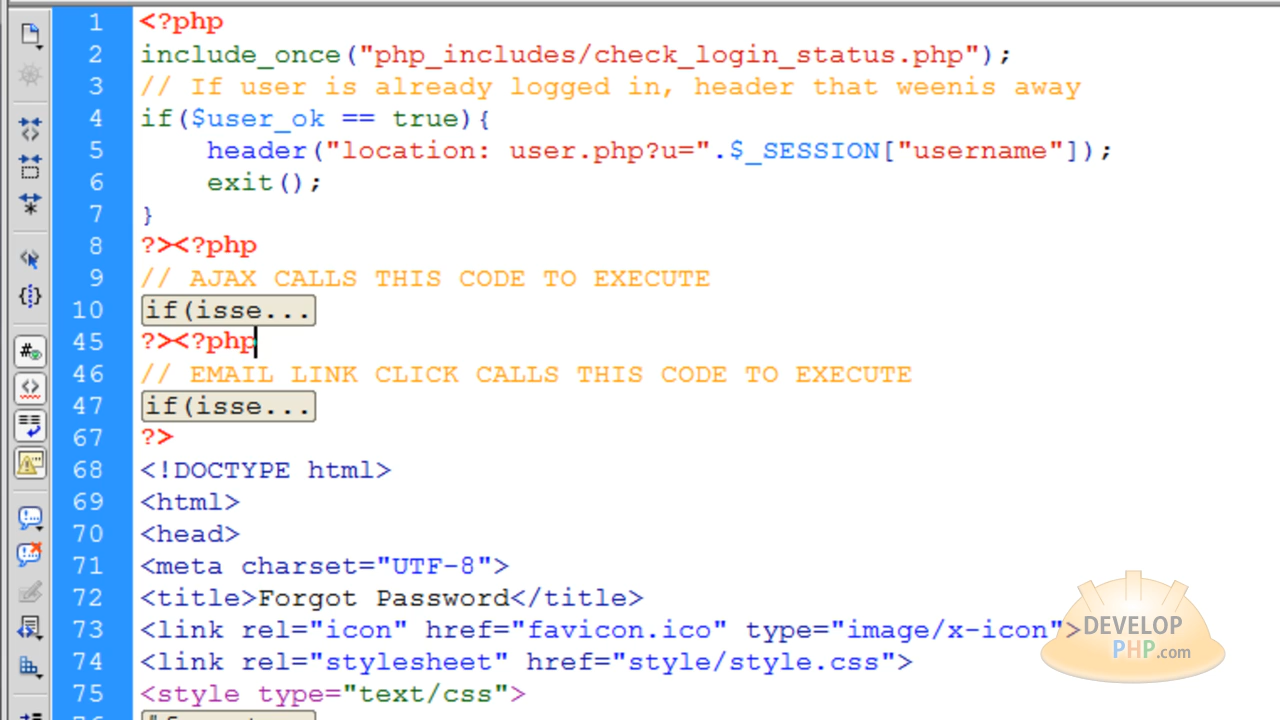 1 <?php
2 include_once("php_includes/check_login_status.php");
3 // If user is already logged in, header that weenis away
4 if($user_ok == true){
5 header("location: user.php?u=".$_SESSION["username"]);
6 exit();
7 }
8 ?><?php
9 // AJAX CALLS THIS CODE TO EXECUTE
10 if(isse...
45 ?><?php
46 // EMAIL LINK CLICK CALLS THIS CODE TO EXECUTE
47 if(isse...
67 ?>
68 <!DOCTYPE html>
69 <html>
70 <head>
71 <meta charset="UTF-8">
72 <title>Forgot Password</title>
73 <link rel="icon" href="favicon.ico" type="image/x-icon">
74 <link rel="stylesheet" href="style/style.css">
75 <style type="text/css">
DEVELOP
PHP.com